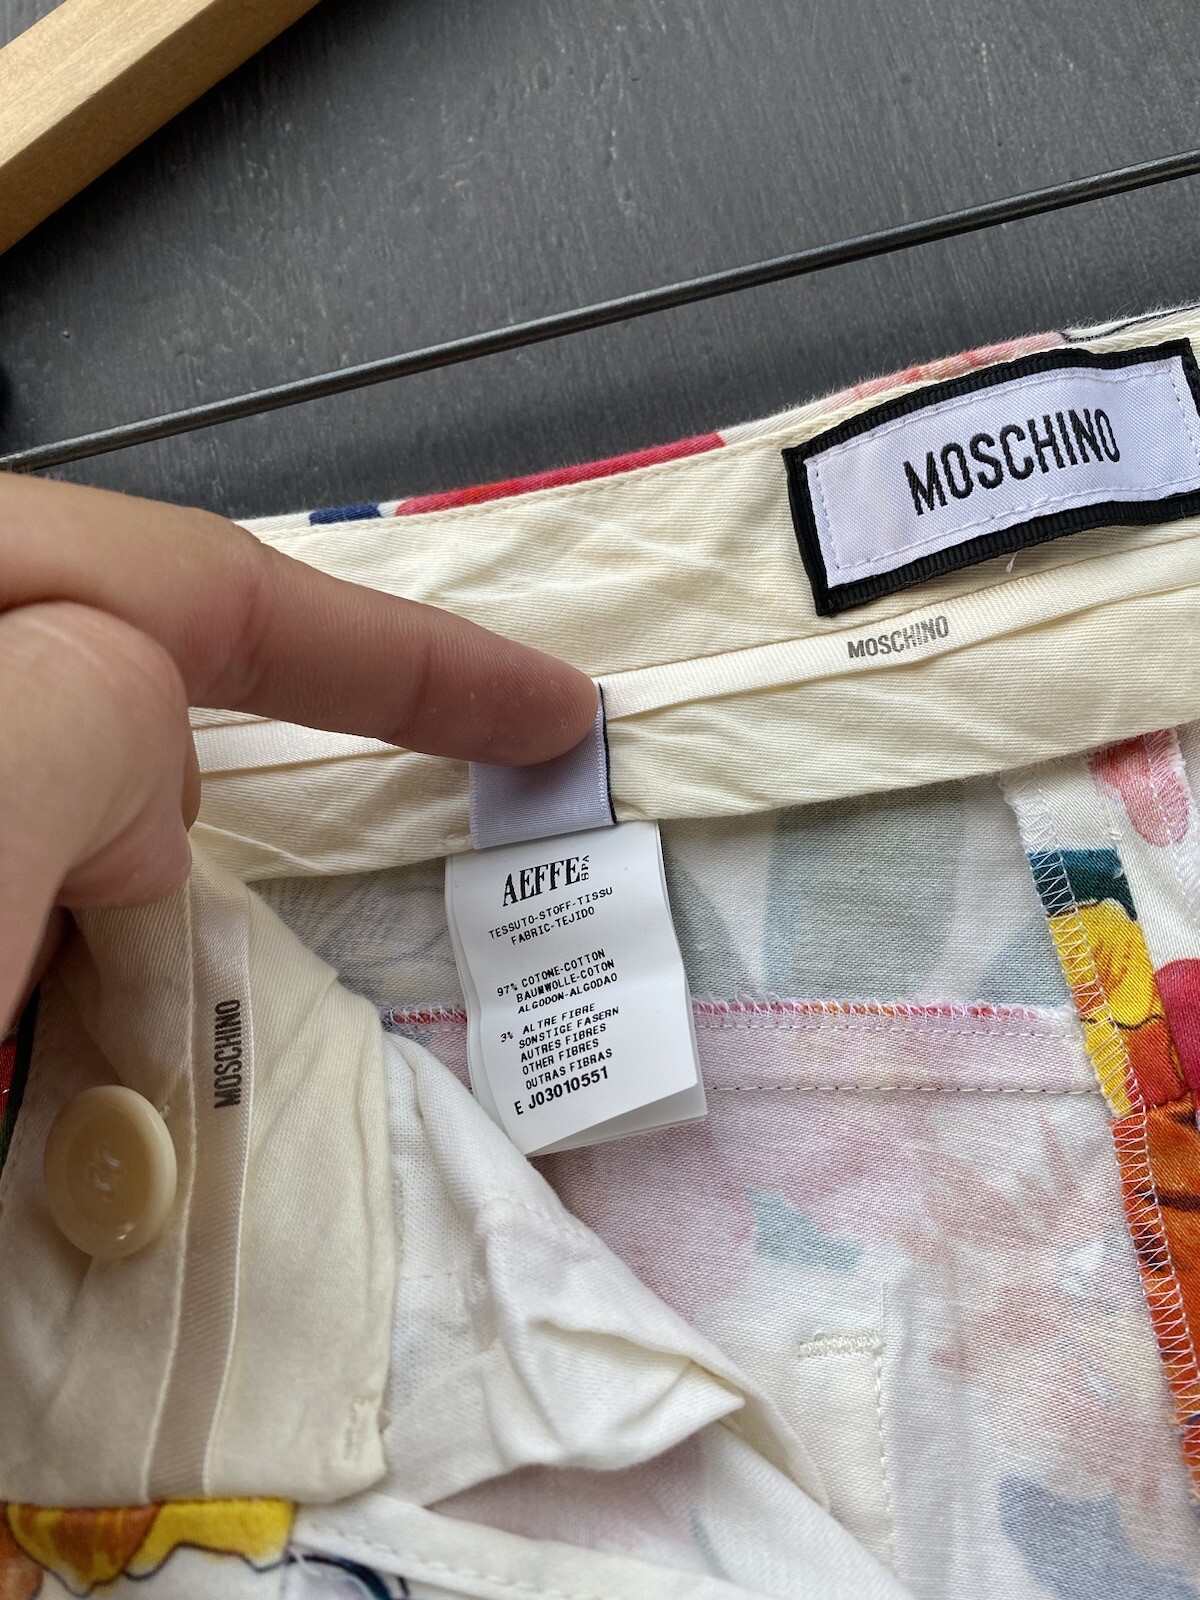 MOSCHINO
MOSCHINO
AEFFE SPA
TESSUTO-STOFF-TISSU
FABRIC-TEJIDO
97% COTONE-COTTON
BAUMWOLLE-COTON
ALGODON-ALGODAO
3% ALTRE FIBRE
SONSTIGE FASERN
AUTRES FIBRES
OTHER FIBRES
OUTRAS FIBRAS
E J03010551
MOSCHINO